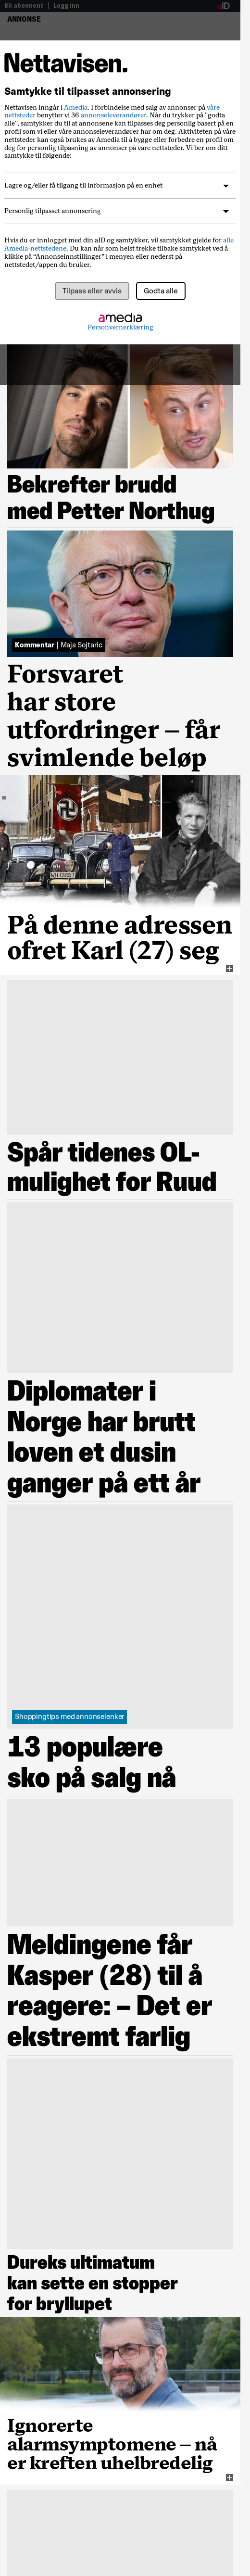 Bli abonnent | Logg inn
aID
ANNONSE
Nettavisen.
Samtykke til tilpasset annonsering
Nettavisen inngår i Amedia. I forbindelse med salg av annonser på våre
nettsteder benytter vi 36 annonseleverandører. Når du trykker på "godta
alle", samtykker du til at annonsene kan tilpasses deg personlig basert på en
profil som vi eller våre annonseleverandører har om deg. Aktiviteten på våre
nettsteder kan også brukes av Amedia til å bygge eller forbedre en profil om
deg for personlig tilpasning av annonser på våre nettsteder. Vi ber om ditt
samtykke til følgende:
Lagre og/eller få tilgang til informasjon på en enhet
Personlig tilpasset annonsering
Hvis du er innlogget med din aID og samtykker, vil samtykket gjelde for alle
Amedia-nettstedene. Du kan når som helst trekke tilbake samtykket ved å
klikke på “Annonseinnstillinger” i menyen eller nederst på
nettstedet/appen du bruker.
Tilpass eller avvis
Godta alle
amedia
Personvernerklæring
Bekrefter brudd
med Petter Northug
Kommentar | Maja Sojtaric
Forsvaret
har store
utfordringer – får
svimlende beløp
På denne adressen
ofret Karl (27) seg
Spår tidenes OL-
mulighet for Ruud
Diplomater i
Norge har brutt
loven et dusin
ganger på ett år
Shoppingtips med annonselenker
13 populære
sko på salg nå
Meldingene får
Kasper (28) til å
reagere: – Det er
ekstremt farlig
Dureks ultimatum
kan sette en stopper
for bryllupet
Ignorerte
alarmsymptomene – nå
er kreften uhelbredelig